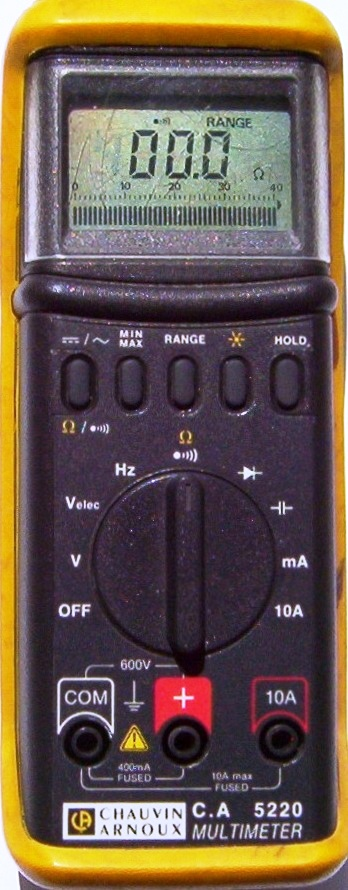 RANGE
00.0 Ω
0 10 20 30 40
⎓/~ MIN MAX RANGE HOLD
Ω / •)))
Ω
•)))
Hz
Velec
V mA
OFF 10A
600V
COM + 10A
400mA FUSED 10A max FUSED
CA CHAUVIN ARNOUX C.A 5220
MULTIMETER